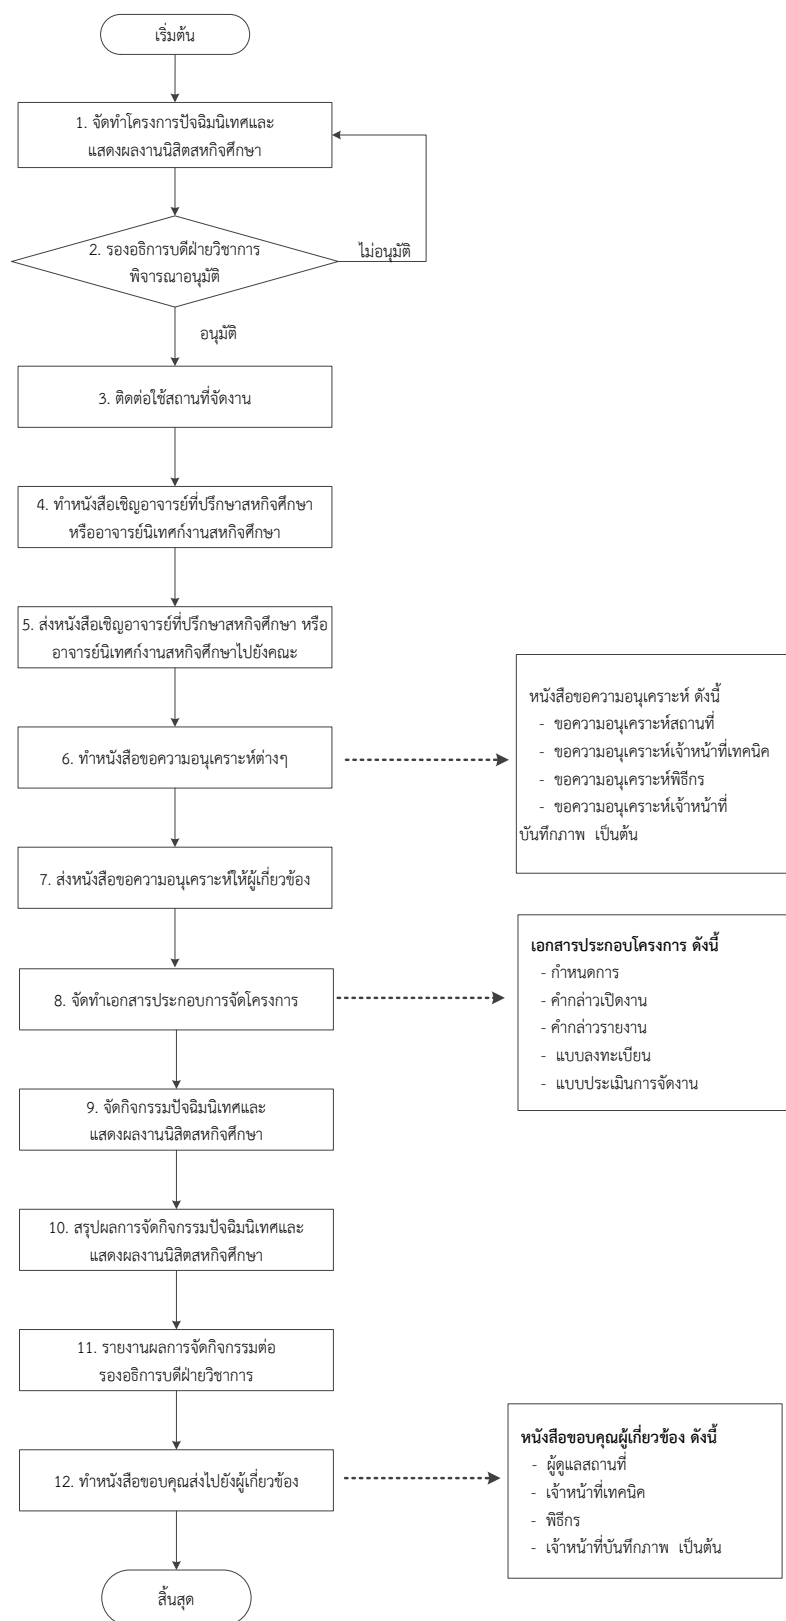 เริ่มต้น
1. จัดทำโครงการปัจฉิมนิเทศและ
แสดงผลงานนิสิตสหกิจศึกษา
2. รองอธิการบดีฝ่ายวิชาการ
พิจารณาอนุมัติ
ไม่อนุมัติ
อนุมัติ
3. ติดต่อใช้สถานที่จัดงาน
4. ทำหนังสือเชิญอาจารย์ที่ปรึกษาสหกิจศึกษา
หรืออาจารย์นิเทศก์งานสหกิจศึกษา
5. ส่งหนังสือเชิญอาจารย์ที่ปรึกษาสหกิจศึกษา หรือ
อาจารย์นิเทศก์งานสหกิจศึกษาไปยังคณะ
6. ทำหนังสือขอความอนุเคราะห์ต่างๆ
หนังสือขอความอนุเคราะห์ ดังนี้
- ขอความอนุเคราะห์สถานที่
- ขอความอนุเคราะห์เจ้าหน้าที่เทคนิค
- ขอความอนุเคราะห์พิธีกร
- ขอความอนุเคราะห์เจ้าหน้าที่
บันทึกภาพ เป็นต้น
7. ส่งหนังสือขอความอนุเคราะห์ให้ผู้เกี่ยวข้อง
8. จัดทำเอกสารประกอบการจัดโครงการ
เอกสารประกอบโครงการ ดังนี้
- กำหนดการ
- คำกล่าวเปิดงาน
- คำกล่าวรายงาน
- แบบลงทะเบียน
- แบบประเมินการจัดงาน
9. จัดกิจกรรมปัจฉิมนิเทศและ
แสดงผลงานนิสิตสหกิจศึกษา
10. สรุปผลการจัดกิจกรรมปัจฉิมนิเทศและ
แสดงผลงานนิสิตสหกิจศึกษา
11. รายงานผลการจัดกิจกรรมต่อ
รองอธิการบดีฝ่ายวิชาการ
12. ทำหนังสือขอบคุณส่งไปยังผู้เกี่ยวข้อง
หนังสือขอบคุณผู้เกี่ยวข้อง ดังนี้
- ผู้ดูแลสถานที่
- เจ้าหน้าที่เทคนิค
- พิธีกร
- เจ้าหน้าที่บันทึกภาพ เป็นต้น
สิ้นสุด